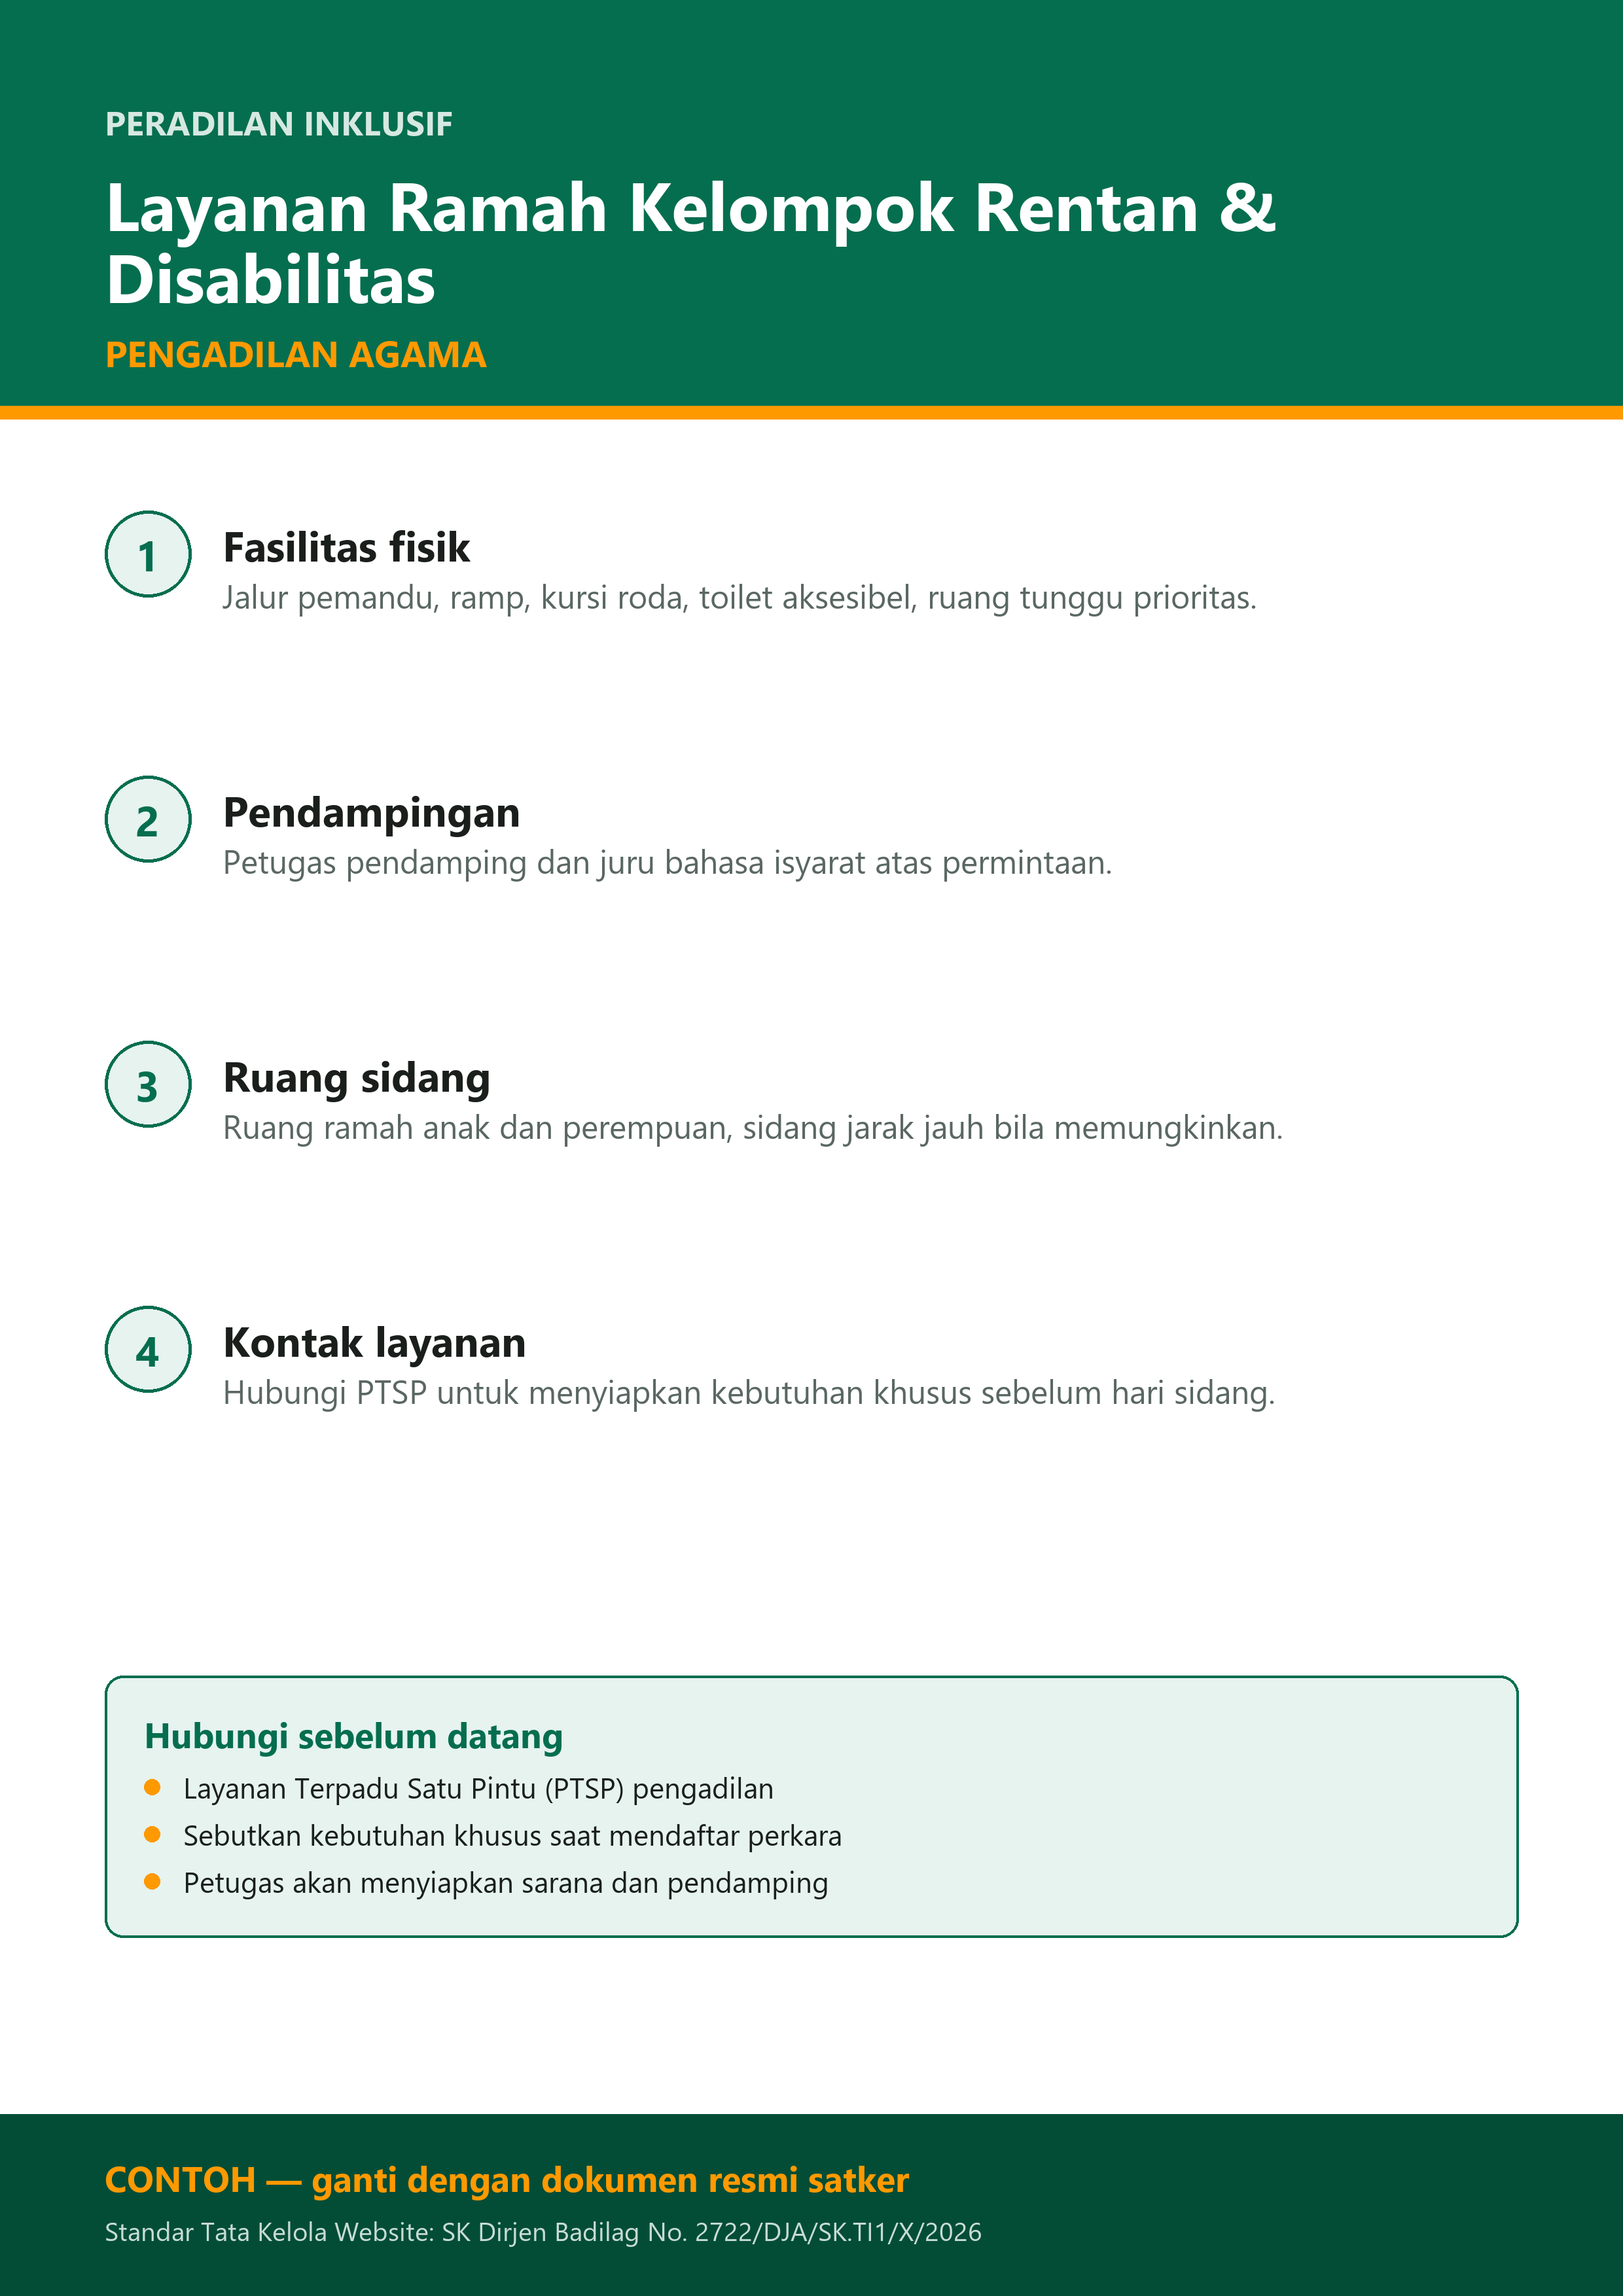 PERADILAN INKLUSIF
Layanan Ramah Kelompok Rentan &
Disabilitas
PENGADILAN AGAMA
1
Fasilitas fisik
Jalur pemandu, ramp, kursi roda, toilet aksesibel, ruang tunggu prioritas.
2
Pendampingan
Petugas pendamping dan juru bahasa isyarat atas permintaan.
3
Ruang sidang
Ruang ramah anak dan perempuan, sidang jarak jauh bila memungkinkan.
4
Kontak layanan
Hubungi PTSP untuk menyiapkan kebutuhan khusus sebelum hari sidang.
Hubungi sebelum datang
Layanan Terpadu Satu Pintu (PTSP) pengadilan
Sebutkan kebutuhan khusus saat mendaftar perkara
Petugas akan menyiapkan sarana dan pendamping
CONTOH — ganti dengan dokumen resmi satker
Standar Tata Kelola Website: SK Dirjen Badilag No. 2722/DJA/SK.TI1/X/2026